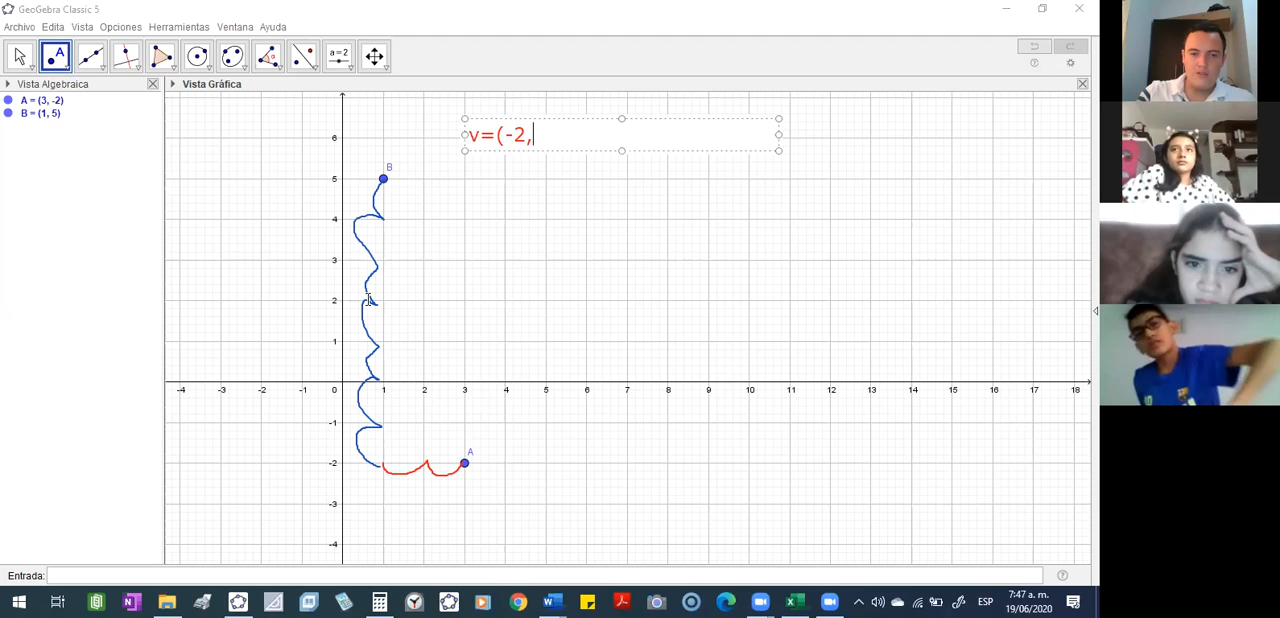 GeoGebra Classic 5
Archivo Edita Vista Opciones Herramientas Ventana Ayuda
A
a=2
Vista Algebraica
Vista Gráfica
A = (3, -2)
B = (1, 5)
v=(-2,
6
B
5
4
3
2
1
-4 -3 -2 -1 0 1 2 3 4 5 6 7 8 9 10 11 12 13 14 15 16 17 18
-1
A
-2
-3
-4
Entrada:
ESP
7:47 a. m.
19/06/2020